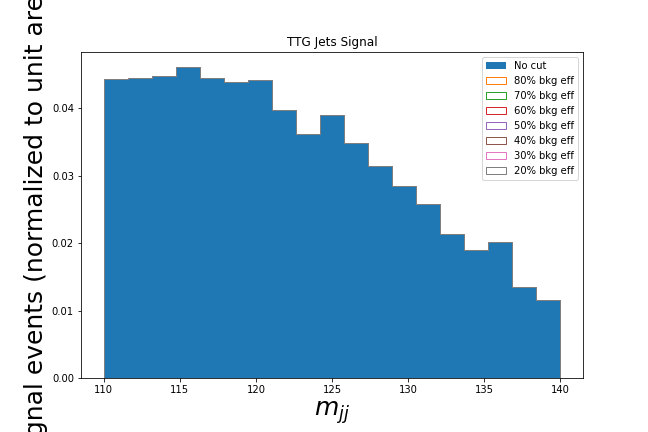 TTG Jets Signal
gnal events (normalized to unit are
0.04
0.03
0.02
0.01
0.00
110
115
120
125
130
135
140
m_jj
No cut
80% bkg eff
70% bkg eff
60% bkg eff
50% bkg eff
40% bkg eff
30% bkg eff
20% bkg eff